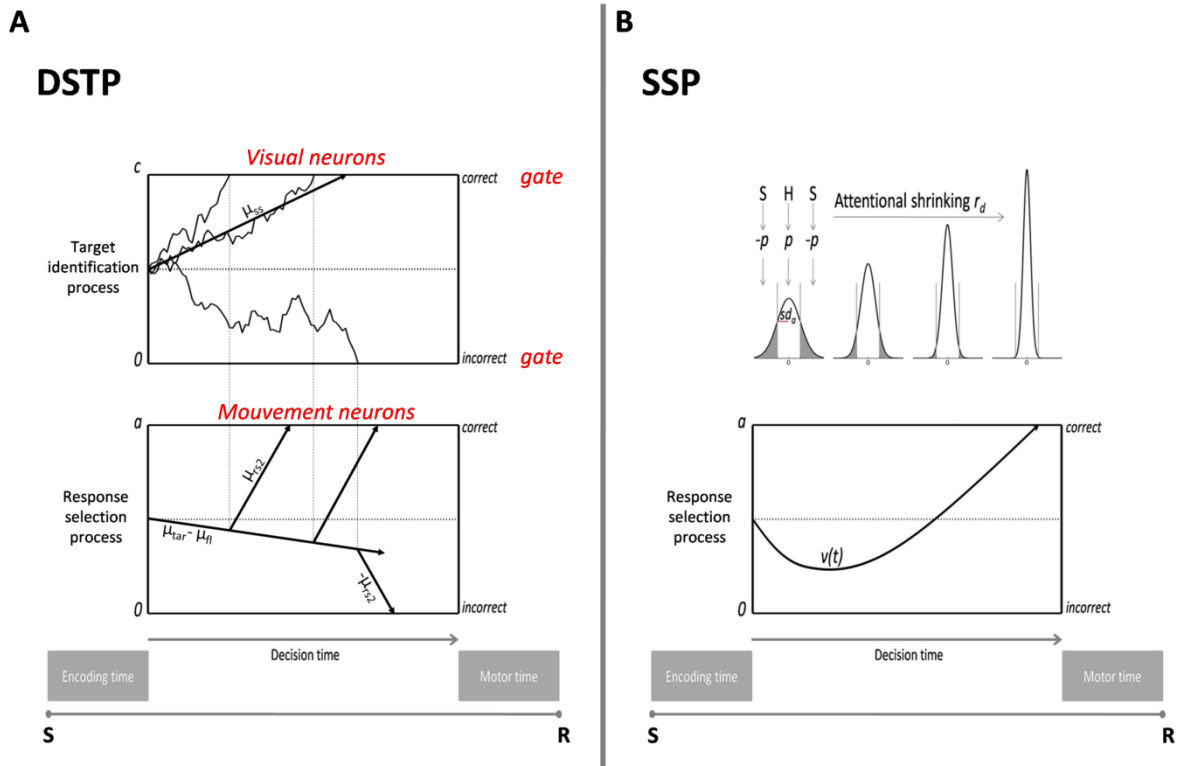 A
DSTP
Visual neurons
c
correct
gate
μss
Target
identification
process
0
incorrect
gate
Mouvement neurons
a
correct
μrs2
Response
selection
process
μtar- μfl
-μrs2
0
incorrect
Decision time
Encoding time
Motor time
S
R
B
SSP
S H S
Attentional shrinking rd
-p p -p
sda
0 0 0 0
a
correct
Response
selection
process
v(t)
0
incorrect
Decision time
Encoding time
Motor time
S
R